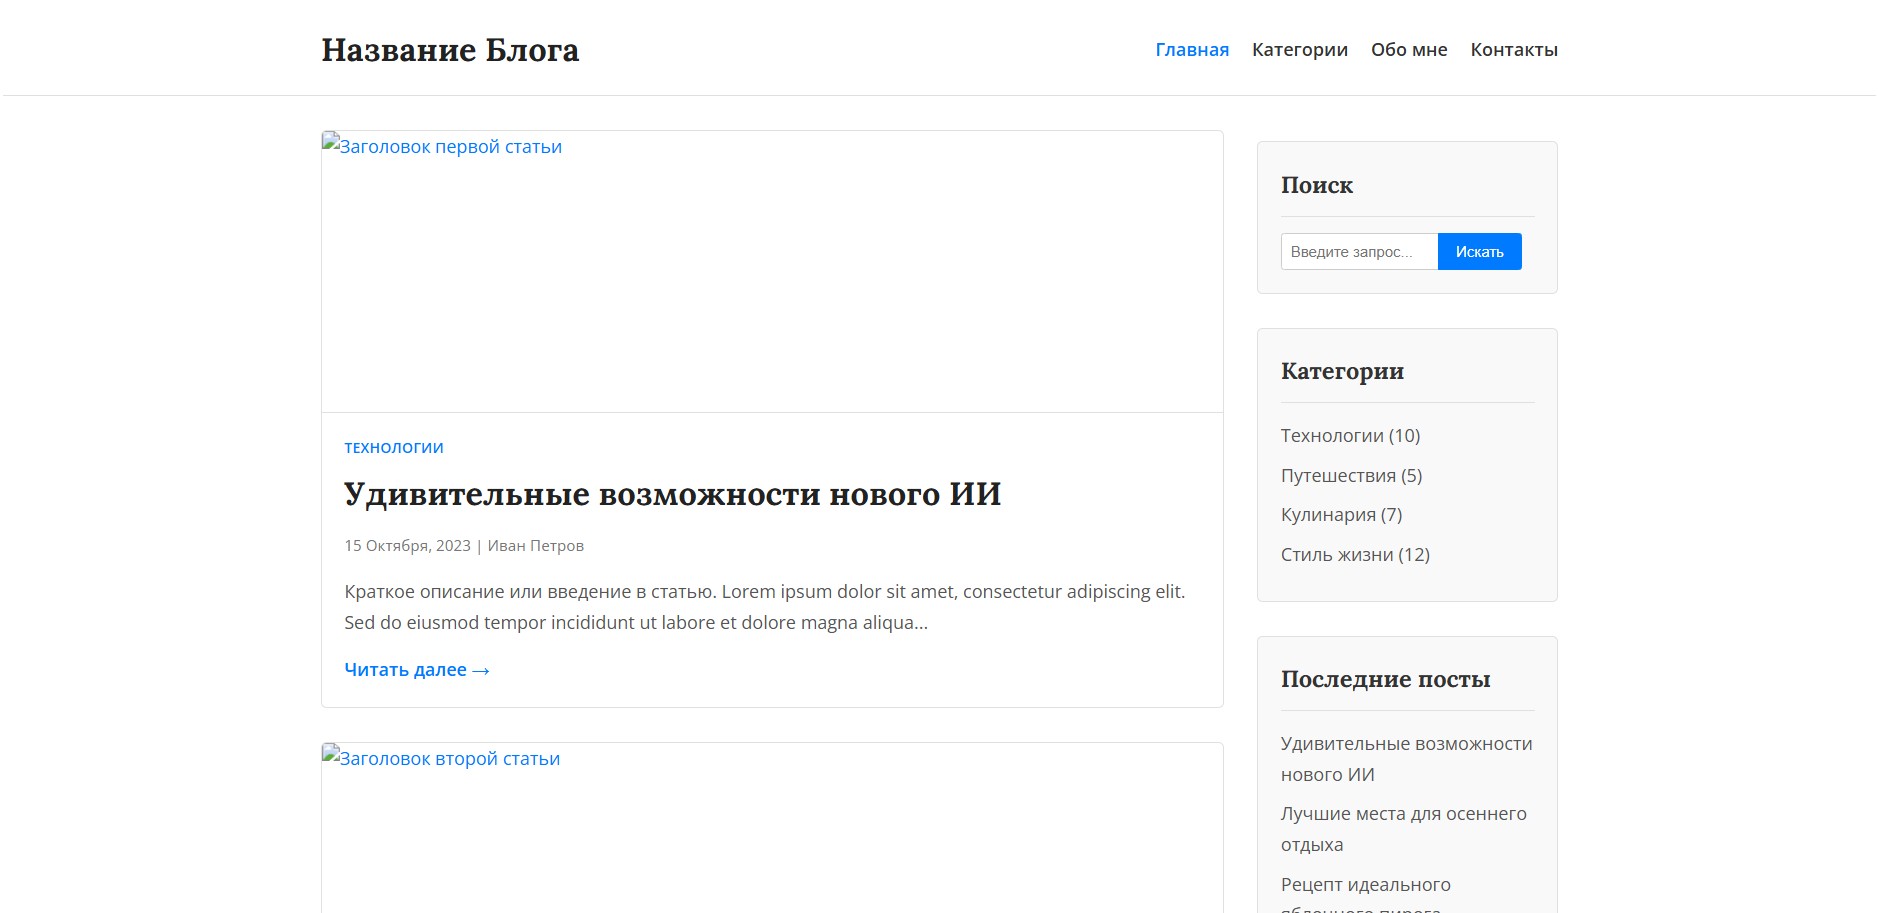 Название Блога
Главная Категории Обо мне Контакты
Заголовок первой статьи
ТЕХНОЛОГИИ
Удивительные возможности нового ИИ
15 Октября, 2023 | Иван Петров
Краткое описание или введение в статью. Lorem ipsum dolor sit amet, consectetur adipiscing elit.
Sed do eiusmod tempor incididunt ut labore et dolore magna aliqua...
Читать далее →
Заголовок второй статьи
Поиск
Введите запрос... Искать
Категории
Технологии (10)
Путешествия (5)
Кулинария (7)
Стиль жизни (12)
Последние посты
Удивительные возможности
нового ИИ
Лучшие места для осеннего
отдыха
Рецепт идеального
яблочного пирога